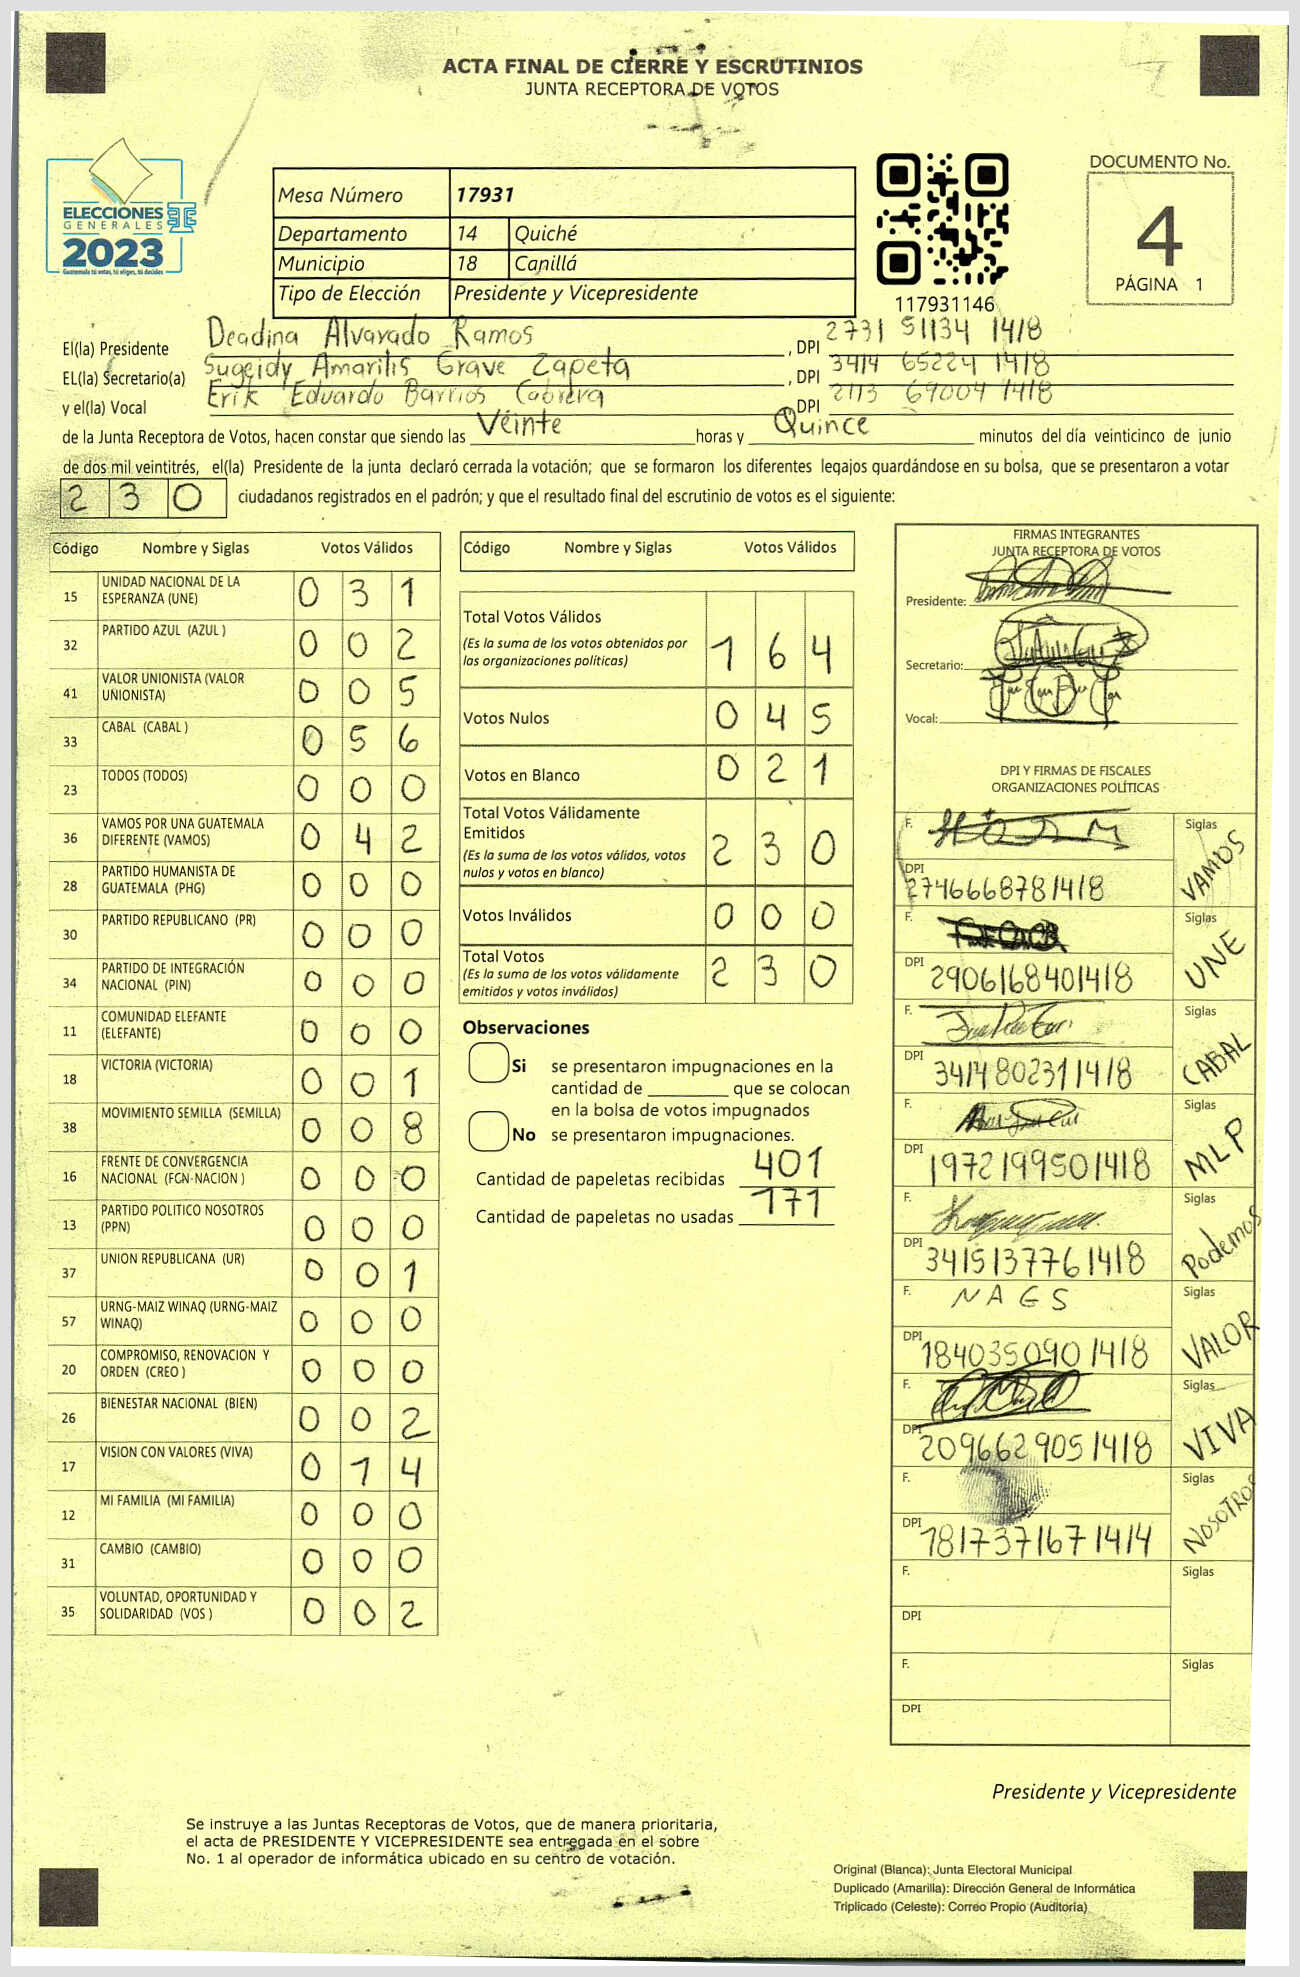 ACTA FINAL DE CIERRE Y ESCRUTINIOS
JUNTA RECEPTORA DE VOTOS
ELECCIONES
GENERALES
2023
Guatemala tú votas, tú eliges, tú decides
Mesa Número 17931
Departamento 14 Quiché
Municipio 18 Canillá
Tipo de Elección Presidente y Vicepresidente
117931146
DOCUMENTO No.
4
PÁGINA 1
El(la) Presidente Deadina Alvarado Ramos, DPI 2731 51134 1418
EL(la) Secretario(a) Sugeidy Amarilis Grave Zapeta, DPI 3414 65224 1418
y el(la) Vocal Erik Eduardo Barrios Cabrera, DPI 2113 69004 1418
de la Junta Receptora de Votos, hacen constar que siendo las Veinte horas y Quince minutos del día veinticinco de junio
de dos mil veintitrés, el(la) Presidente de la junta declaró cerrada la votación; que se formaron los diferentes legajos guardándose en su bolsa, que se presentaron a votar
230 ciudadanos registrados en el padrón; y que el resultado final del escrutinio de votos es el siguiente:
Código Nombre y Siglas Votos Válidos
15 UNIDAD NACIONAL DE LA ESPERANZA (UNE) 0 3 1
32 PARTIDO AZUL (AZUL ) 0 0 2
41 VALOR UNIONISTA (VALOR UNIONISTA) 0 0 5
33 CABAL (CABAL ) 0 5 6
23 TODOS (TODOS) 0 0 0
36 VAMOS POR UNA GUATEMALA DIFERENTE (VAMOS) 0 4 2
28 PARTIDO HUMANISTA DE GUATEMALA (PHG) 0 0 0
30 PARTIDO REPUBLICANO (PR) 0 0 0
34 PARTIDO DE INTEGRACIÓN NACIONAL (PIN) 0 0 0
11 COMUNIDAD ELEFANTE (ELEFANTE) 0 0 0
18 VICTORIA (VICTORIA) 0 0 1
38 MOVIMIENTO SEMILLA (SEMILLA) 0 0 8
16 FRENTE DE CONVERGENCIA NACIONAL (FCN-NACION ) 0 0 0
13 PARTIDO POLITICO NOSOTROS (PPN) 0 0 0
37 UNION REPUBLICANA (UR) 0 0 1
57 URNG-MAIZ WINAQ (URNG-MAIZ WINAQ) 0 0 0
20 COMPROMISO, RENOVACION Y ORDEN (CREO ) 0 0 0
26 BIENESTAR NACIONAL (BIEN) 0 0 2
17 VISION CON VALORES (VIVA) 0 1 4
12 MI FAMILIA (MI FAMILIA) 0 0 0
31 CAMBIO (CAMBIO) 0 0 0
35 VOLUNTAD, OPORTUNIDAD Y SOLIDARIDAD (VOS ) 0 0 2
Código Nombre y Siglas Votos Válidos
Total Votos Válidos
(Es la suma de los votos obtenidos por
las organizaciones políticas) 1 6 4
Votos Nulos 0 4 5
Votos en Blanco 0 2 1
Total Votos Válidamente
Emitidos
(Es la suma de los votos válidos, votos
nulos y votos en blanco) 2 3 0
Votos Inválidos 0 0 0
Total Votos
(Es la suma de los votos válidamente
emitidos y votos inválidos) 2 3 0
Observaciones
Si se presentaron impugnaciones en la
cantidad de ________ que se colocan
en la bolsa de votos impugnados
No se presentaron impugnaciones.
Cantidad de papeletas recibidas 401
Cantidad de papeletas no usadas 171
FIRMAS INTEGRANTES
JUNTA RECEPTORA DE VOTOS
Presidente:
Secretario:
Vocal:
DPI Y FIRMAS DE FISCALES
ORGANIZACIONES POLÍTICAS
F. Siglas VAMOS
DPI 2746668781418
F. Siglas UNE
DPI 2906168401418
F. Siglas CABAL
DPI 3414802311418
F. Siglas MLP
DPI 1972199501418
F. Siglas Podemos
DPI 3415137761418
F. NAGS Siglas VALOR
DPI 1840350901418
F. Siglas VIVA
DPI 2096629051418
F. Siglas NOSOTROS
DPI 1817371671414
F. Siglas
DPI
F. Siglas
DPI
Presidente y Vicepresidente
Se instruye a las Juntas Receptoras de Votos, que de manera prioritaria,
el acta de PRESIDENTE Y VICEPRESIDENTE sea entregada en el sobre
No. 1 al operador de informática ubicado en su centro de votación.
Original (Blanca): Junta Electoral Municipal
Duplicado (Amarilla): Dirección General de Informática
Triplicado (Celeste): Correo Propio (Auditoría)